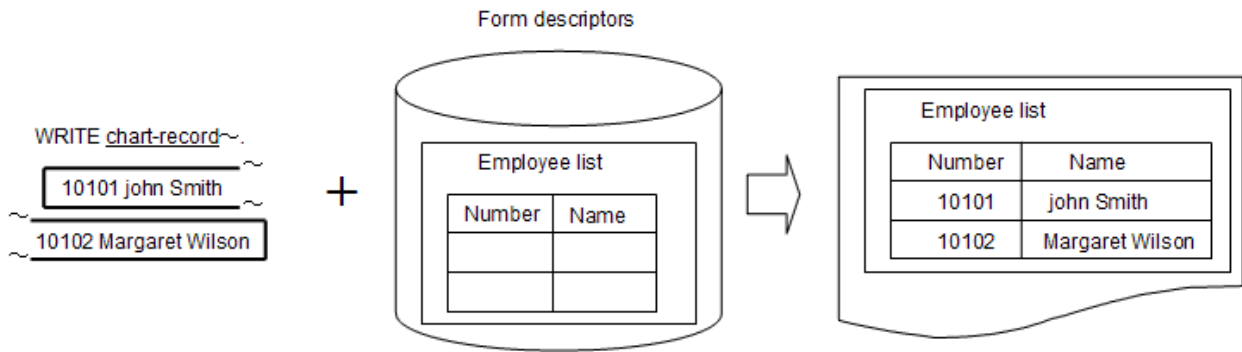 Form descriptors
WRITE chart-record～.
10101 john Smith
10102 Margaret Wilson
+
Employee list
Number Name
Employee list
Number Name
10101 john Smith
10102 Margaret Wilson